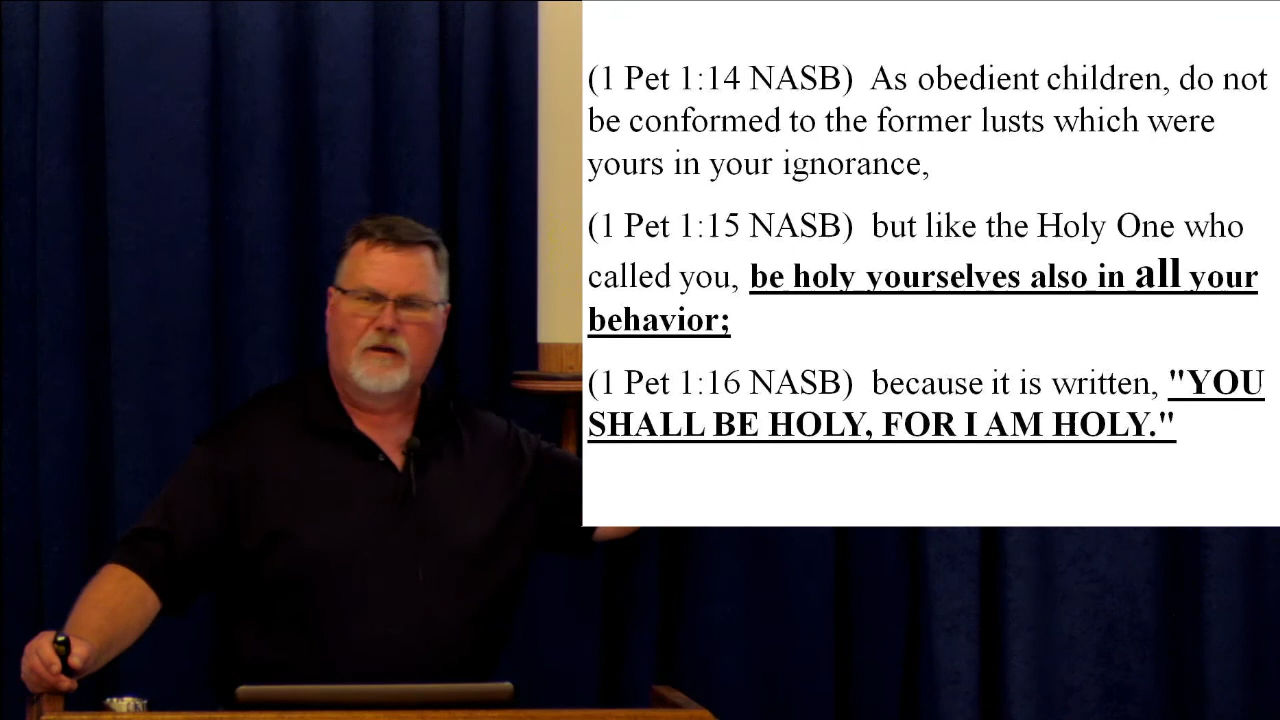 (1 Pet 1:14 NASB)  As obedient children, do not
be conformed to the former lusts which were
yours in your ignorance,
(1 Pet 1:15 NASB)  but like the Holy One who
called you, be holy yourselves also in all your
behavior;
(1 Pet 1:16 NASB)  because it is written, "YOU
SHALL BE HOLY, FOR I AM HOLY."